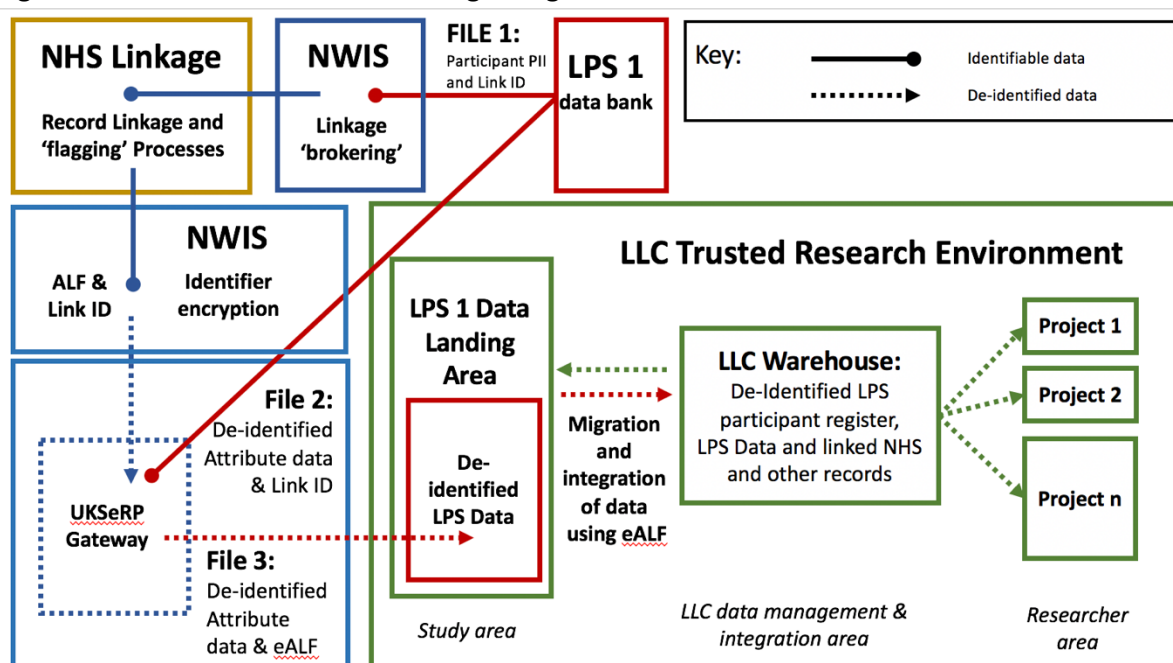 NHS Linkage
Record Linkage and
‘flagging’ Processes
NWIS
Linkage
‘brokering’
FILE 1:
Participant PII
and Link ID
LPS 1
data bank
Key:
Identifiable data
De-identified data
NWIS
ALF &
Link ID
Identifier
encryption
File 2:
De-identified
Attribute data
& Link ID
UKSeRP
Gateway
File 3:
De-identified
Attribute
data & eALF
LLC Trusted Research Environment
LPS 1 Data
Landing
Area
De-
identified
LPS Data
Study area
Migration
and
integration
of data
using eALF
LLC Warehouse:
De-Identified LPS
participant register,
LPS Data and linked NHS
and other records
LLC data management &
integration area
Project 1
Project 2
Project n
Researcher
area